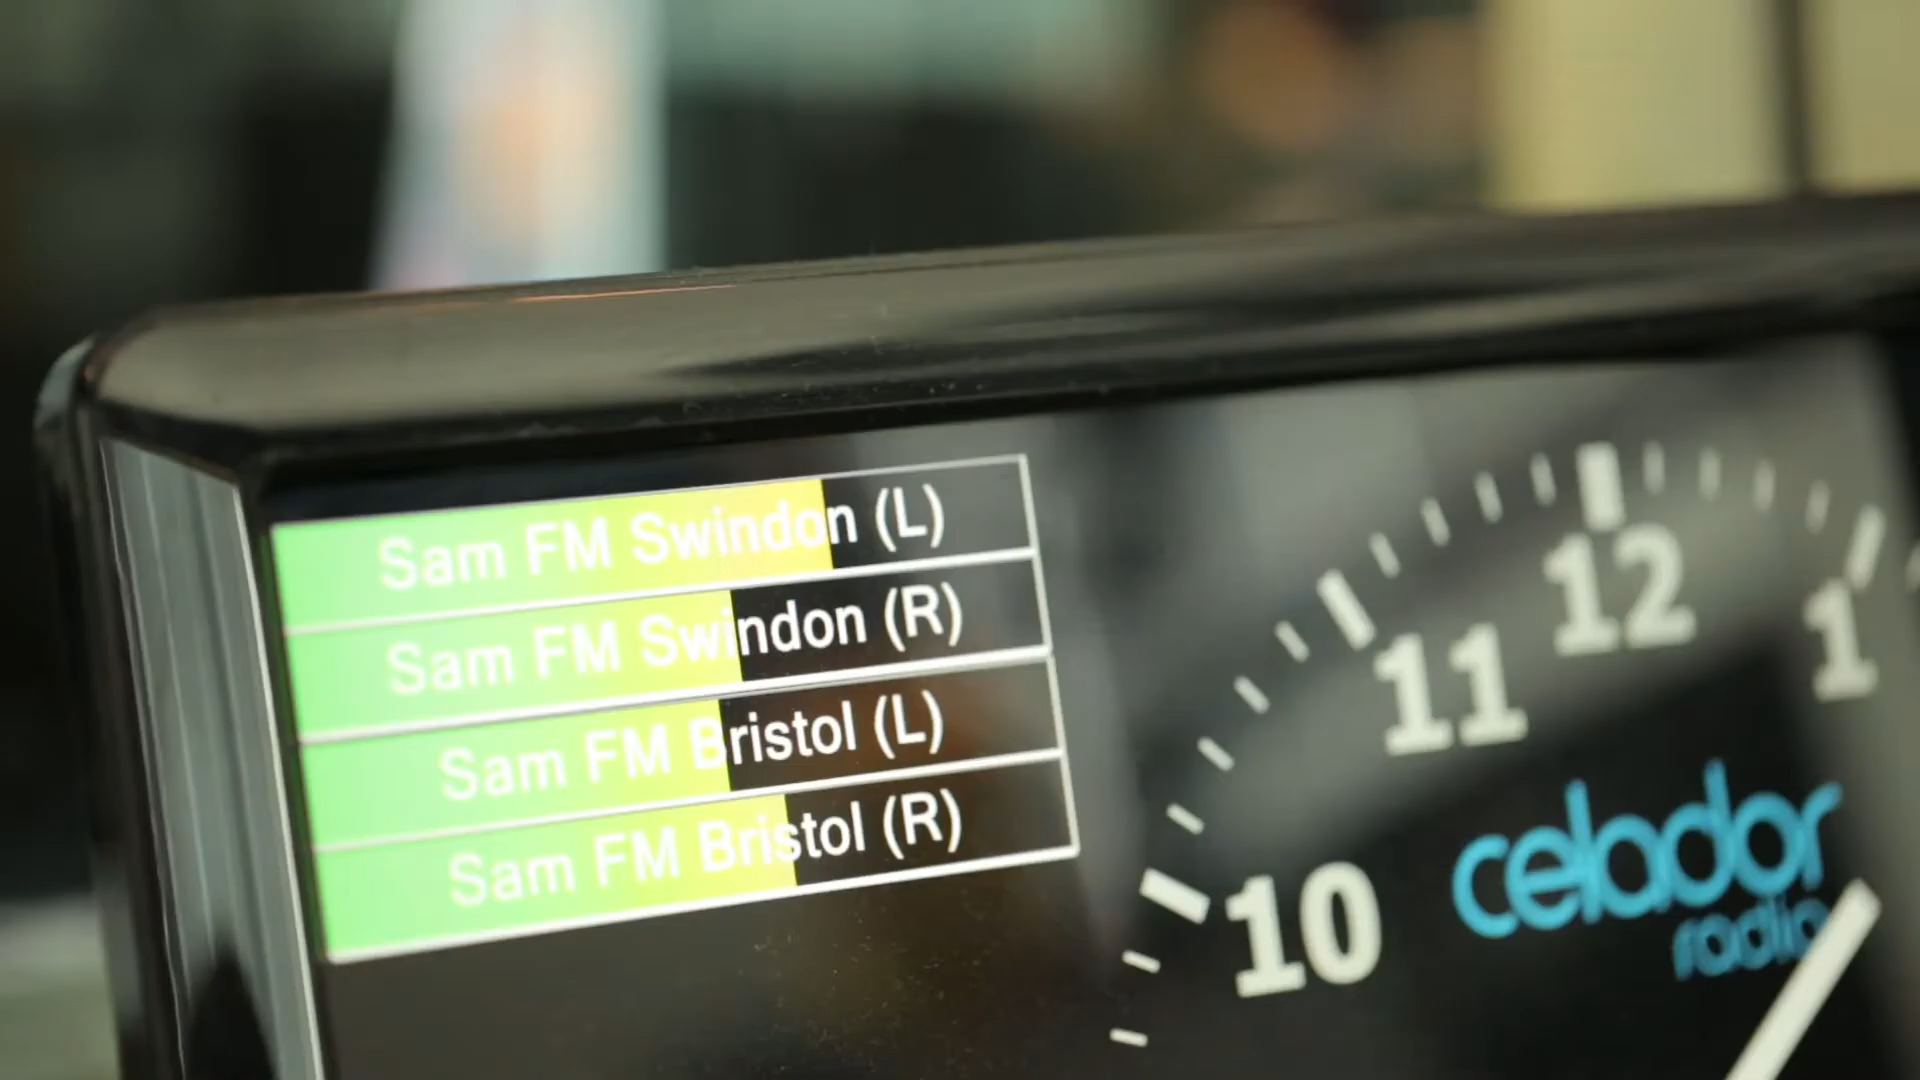 Sam FM Swindon (L)
Sam FM Swindon (R)
Sam FM Bristol (L)
Sam FM Bristol (R)
12
11
1
10
celador
radio